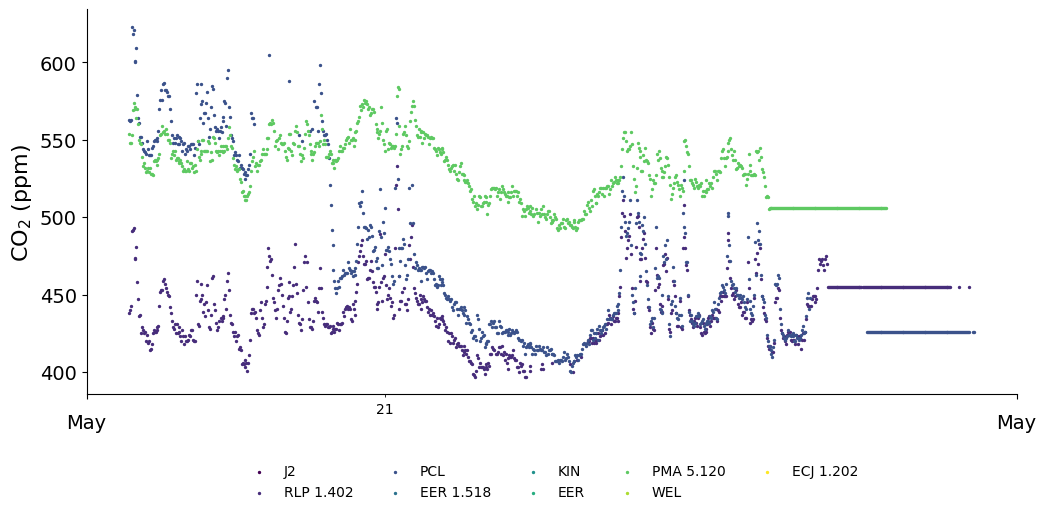 CO₂ (ppm)
600
550
500
450
400
May
21
May
J2
PCL
KIN
PMA 5.120
ECJ 1.202
RLP 1.402
EER 1.518
EER
WEL